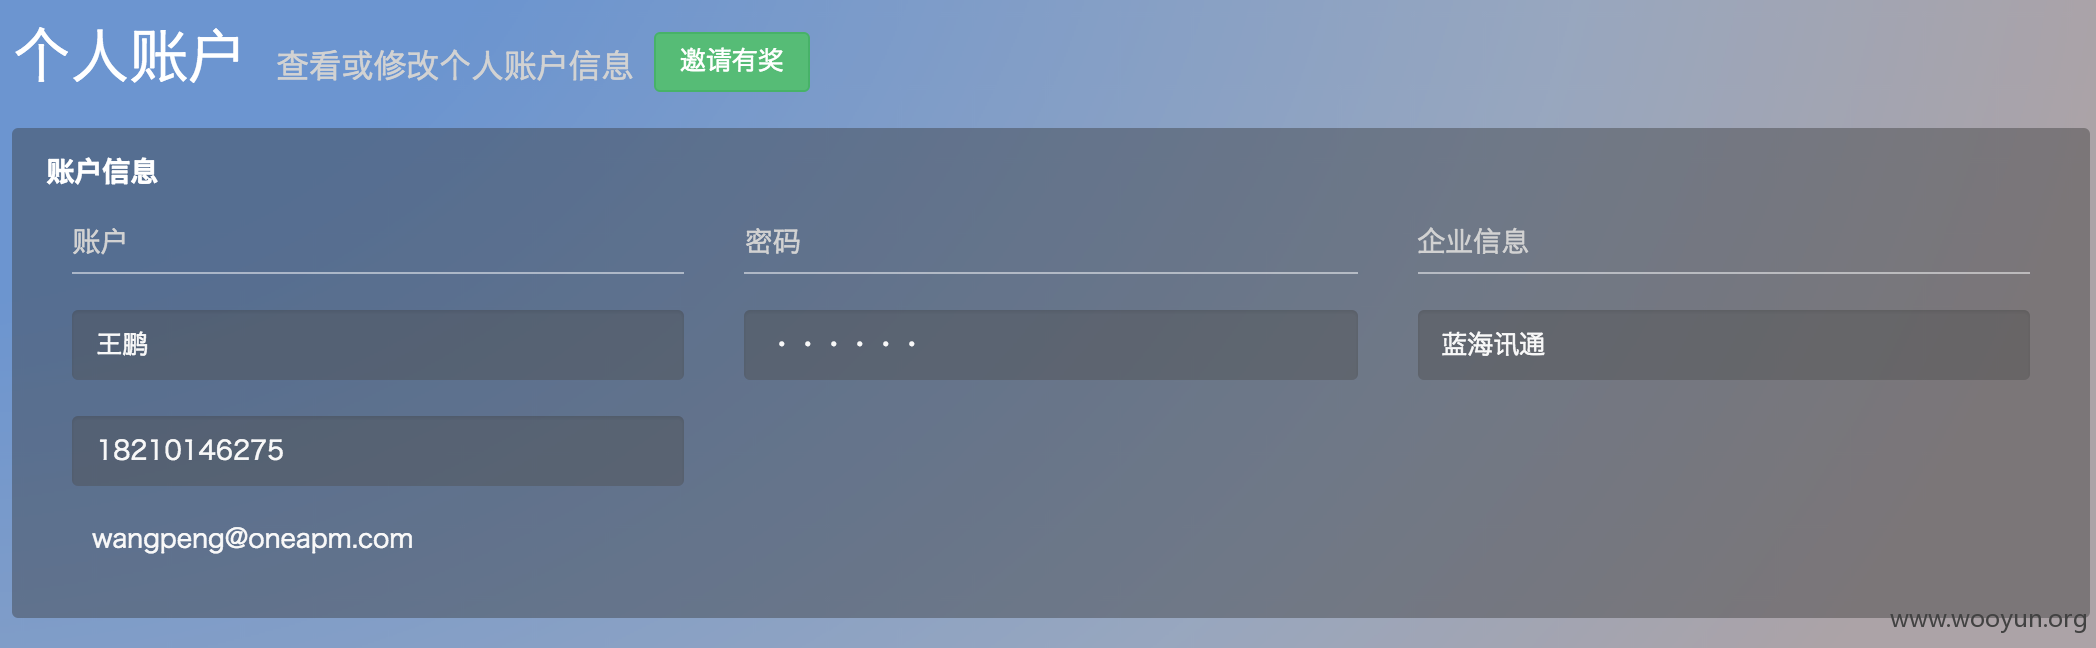 个人账户 查看或修改个人账户信息 邀请有奖
账户信息
账户 密码 企业信息
王鹏 ······ 蓝海讯通
18210146275
wangpeng@oneapm.com
www.wooyun.org